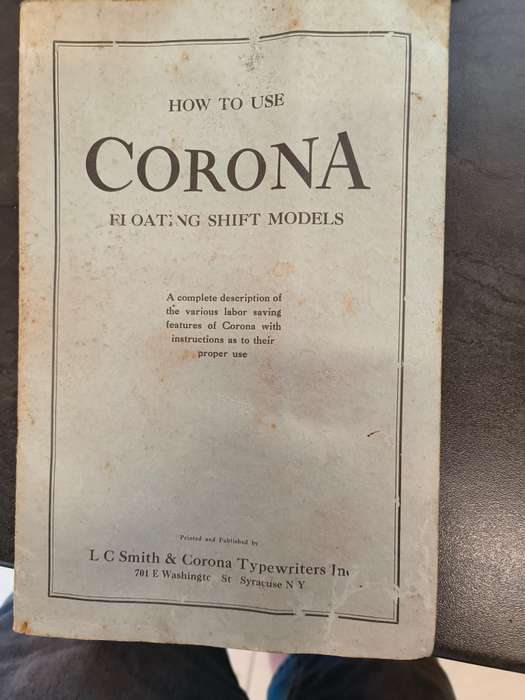 HOW TO USE
CORONA
FLOATING SHIFT MODELS
A complete description of
the various labor saving
features of Corona with
instructions as to their
proper use
Printed and Published by
L C Smith & Corona Typewriters Inc
701 E Washingtc St Syracuse N Y